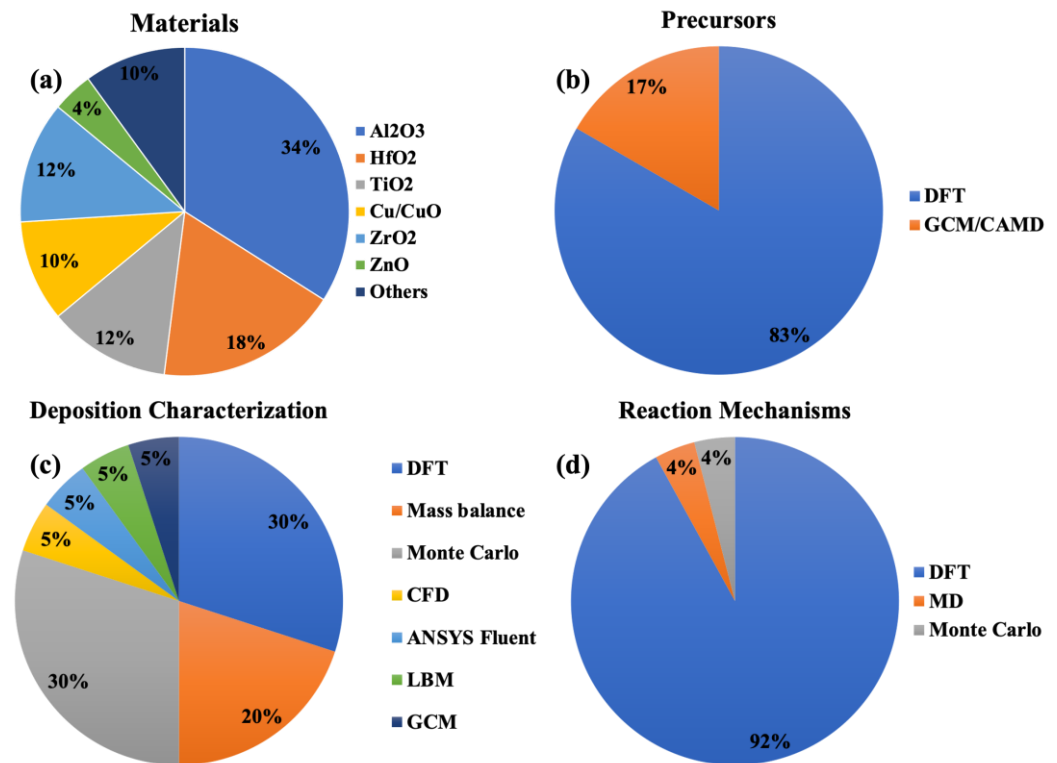 Materials
(a)
10%
4%
34%
12%
10%
12%
18%
Al2O3
HfO2
TiO2
Cu/CuO
ZrO2
ZnO
Others
Precursors
(b)
17%
83%
DFT
GCM/CAMD
Deposition Characterization
(c)
5%
5%
5%
5%
30%
30%
20%
DFT
Mass balance
Monte Carlo
CFD
ANSYS Fluent
LBM
GCM
Reaction Mechanisms
(d)
4%
4%
92%
DFT
MD
Monte Carlo